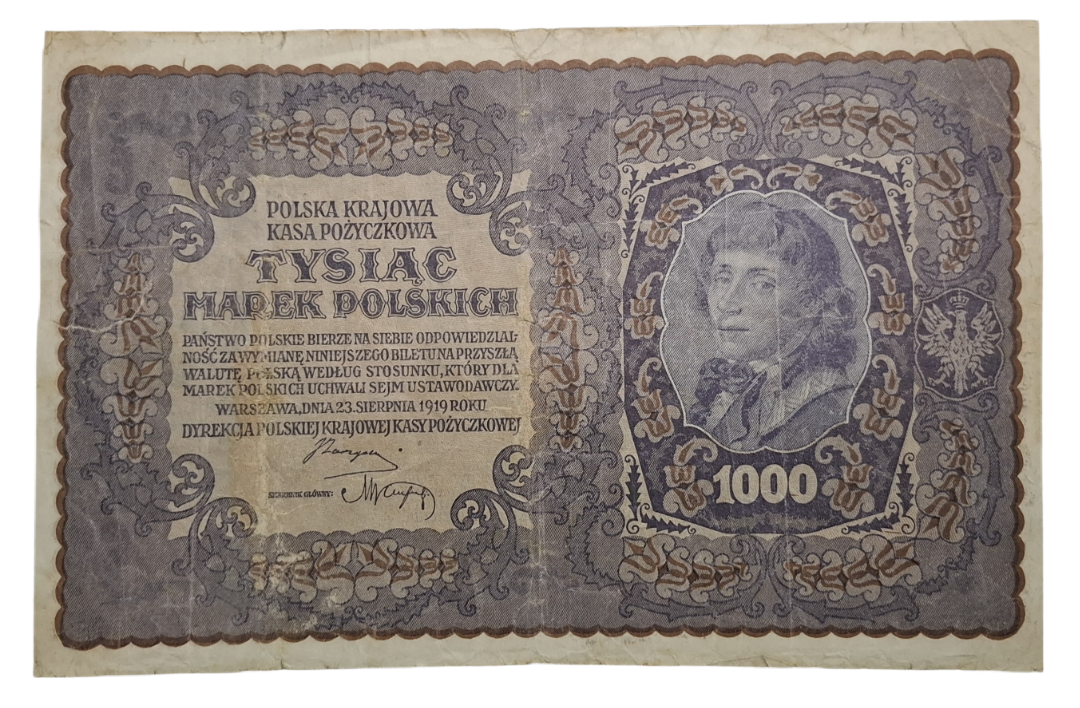 POLSKA KRAJOWA
KASA POŻYCZKOWA
TYSIĄC
MAREK POLSKICH
PAŃSTWO POLSKIE BIERZE NA SIEBIE ODPOWIEDZIAL-
NOŚĆ ZA WYMIANĘ NINIEJSZEGO BILETU NA PRZYSZŁĄ
WALUTĘ POLSKĄ WEDŁUG STOSUNKU, KTÓRY DLA
MAREK POLSKICH UCHWALI SEJM USTAWODAWCZY.
WARSZAWA, DNIA 23. SIERPNIA 1919 ROKU
DYREKCJA POLSKIEJ KRAJOWEJ KASY POŻYCZKOWEJ
SKARBNIK GŁÓWNY:
1000